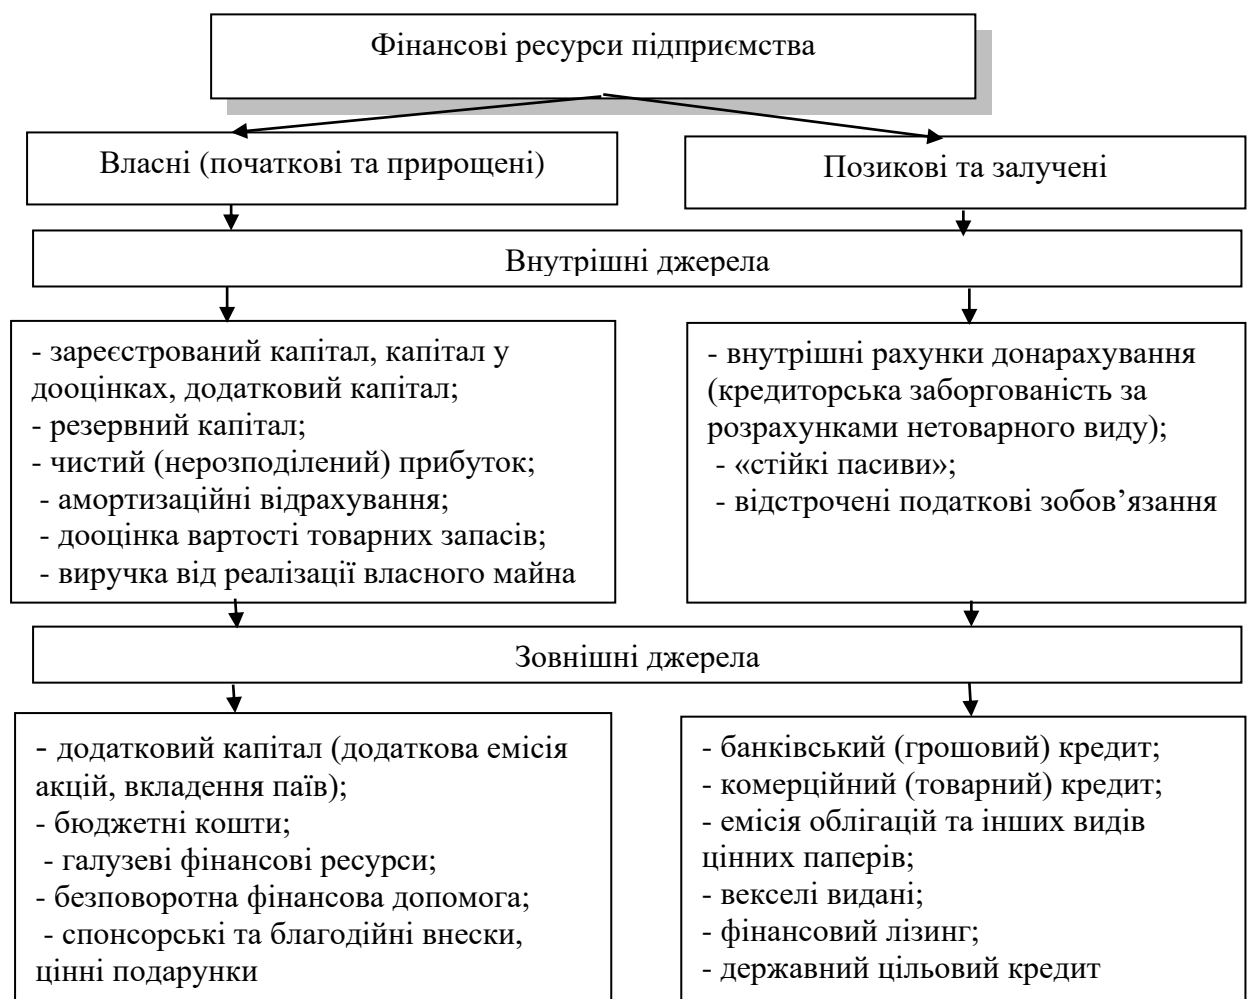 Фінансові ресурси підприємства
Власні (початкові та прирощені)
Позикові та залучені
Внутрішні джерела
- зареєстрований капітал, капітал у
дооцінках, додатковий капітал;
- резервний капітал;
- чистий (нерозподілений) прибуток;
- амортизаційні відрахування;
- дооцінка вартості товарних запасів;
- виручка від реалізації власного майна
- внутрішні рахунки донарахування
(кредиторська заборгованість за
розрахунками нетоварного виду);
- «стійкі пасиви»;
- відстрочені податкові зобов’язання
Зовнішні джерела
- додатковий капітал (додаткова емісія
акцій, вкладення паїв);
- бюджетні кошти;
- галузеві фінансові ресурси;
- безповоротна фінансова допомога;
- спонсорські та благодійні внески,
цінні подарунки
- банківський (грошовий) кредит;
- комерційний (товарний) кредит;
- емісія облігацій та інших видів
цінних паперів;
- векселі видані;
- фінансовий лізинг;
- державний цільовий кредит